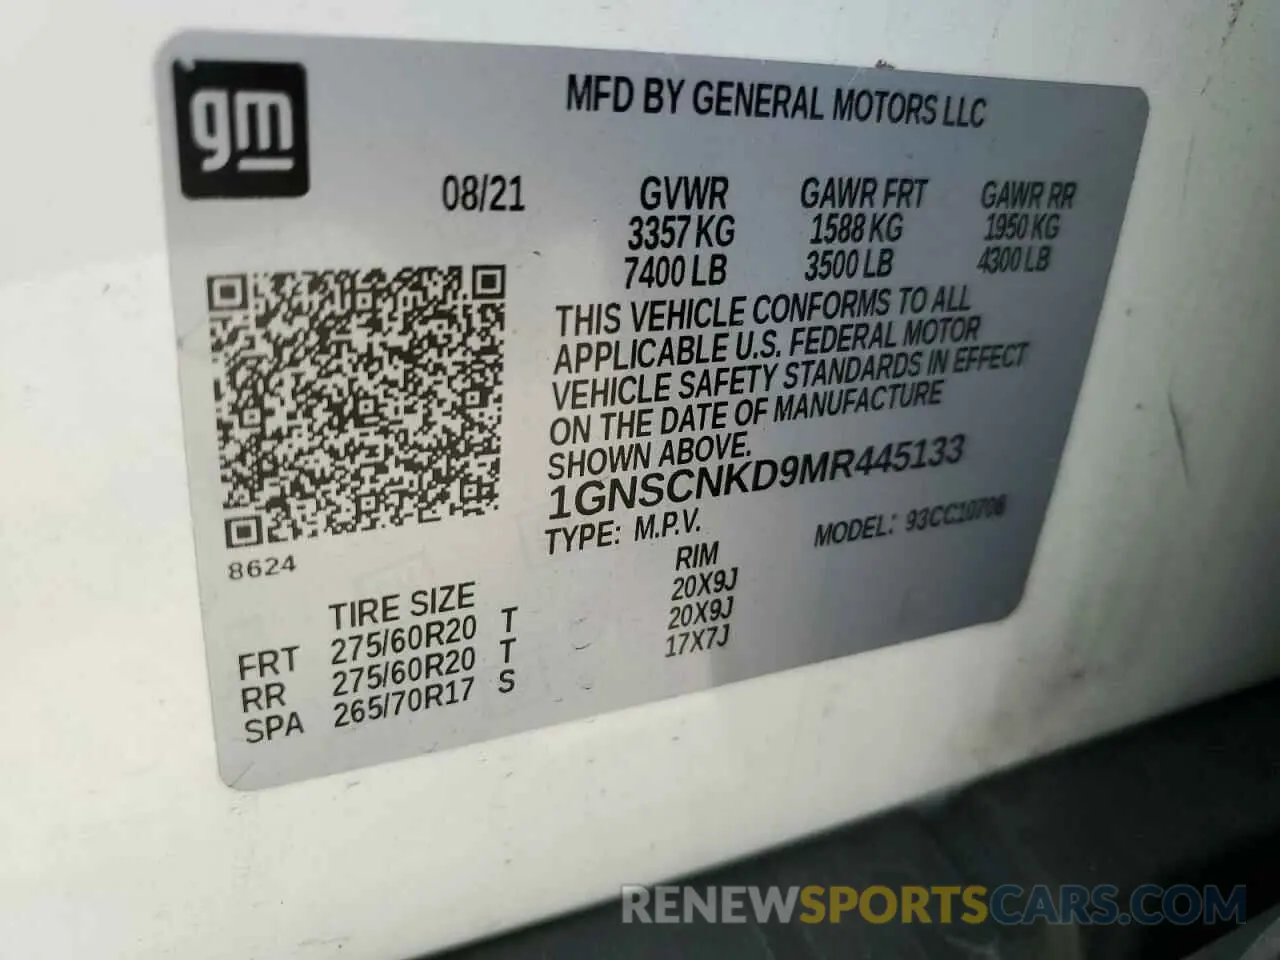 gm
MFD BY GENERAL MOTORS LLC
08/21 GVWR GAWR FRT GAWR RR
3357 KG 1588 KG 1950 KG
7400 LB 3500 LB 4300 LB
THIS VEHICLE CONFORMS TO ALL
APPLICABLE U.S. FEDERAL MOTOR
VEHICLE SAFETY STANDARDS IN EFFECT
ON THE DATE OF MANUFACTURE
SHOWN ABOVE.
1GNSCNKD9MR445133
TYPE: M.P.V. MODEL: 93CC10706
8624
TIRE SIZE RIM
FRT 275/60R20 T 20X9J
RR 275/60R20 T 20X9J
SPA 265/70R17 S 17X7J
RENEWSPORTSCARS.COM